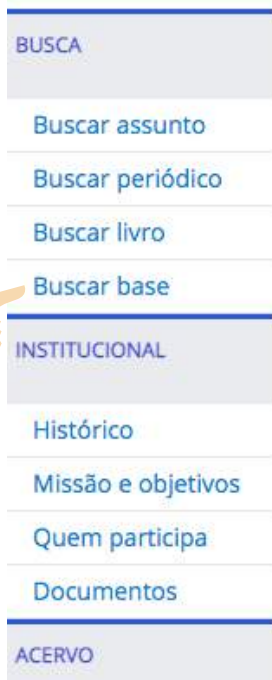 BUSCA
Buscar assunto
Buscar periódico
Buscar livro
Buscar base
INSTITUCIONAL
Histórico
Missão e objetivos
Quem participa
Documentos
ACERVO